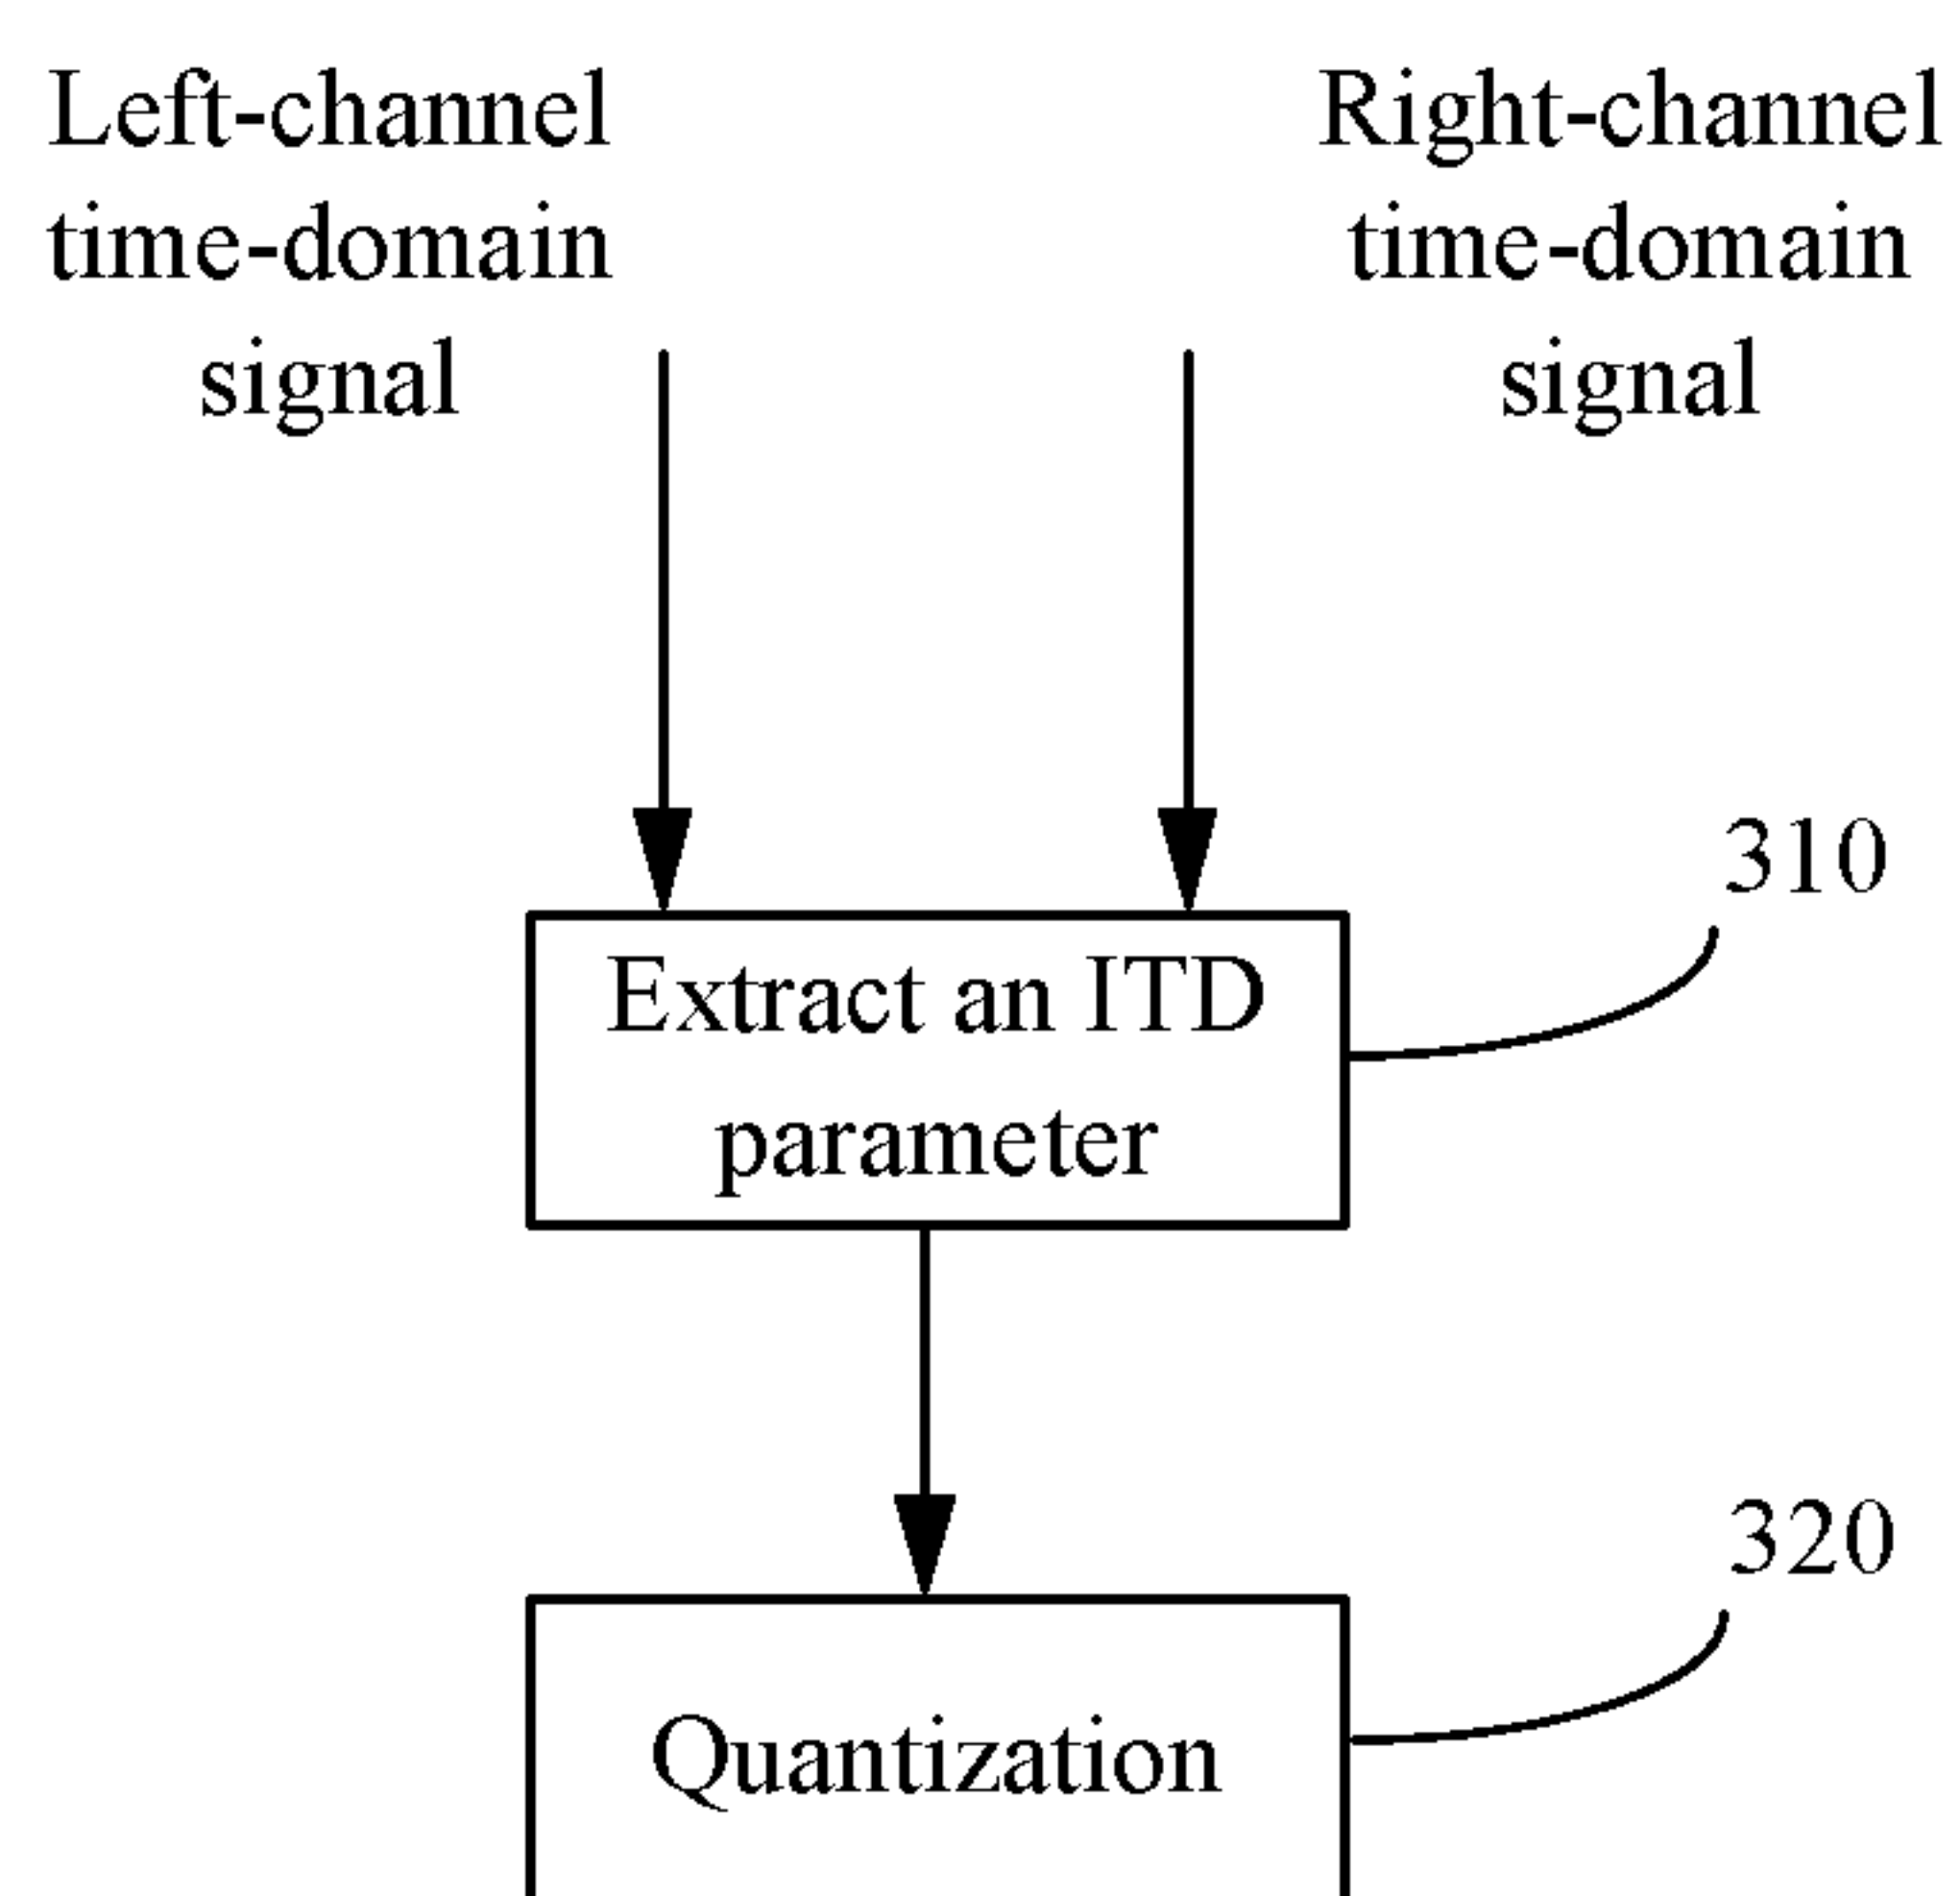 Left-channel
time-domain
signal
Right-channel
time-domain
signal
310
Extract an ITD
parameter
320
Quantization